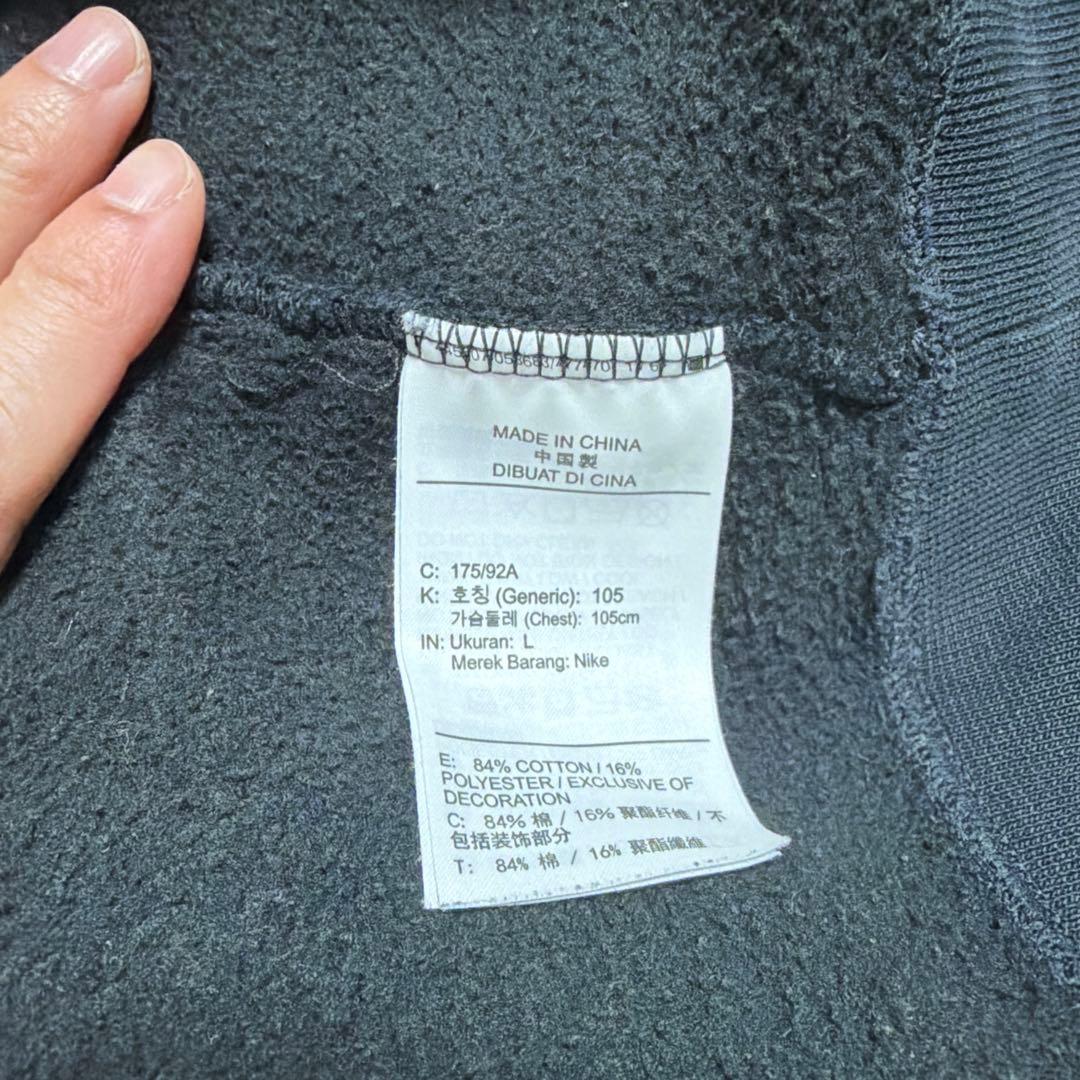 MADE IN CHINA
中国製
DIBUAT DI CINA
C: 175/92A
K: 호칭 (Generic): 105
가슴둘레 (Chest): 105cm
IN: Ukuran: L
Merek Barang: Nike
E: 84% COTTON / 16%
POLYESTER / EXCLUSIVE OF
DECORATION
C: 84% 棉 / 16% 聚酯纤维 / 不
包括装饰部分
T: 84% 棉 / 16% 聚酯纖維